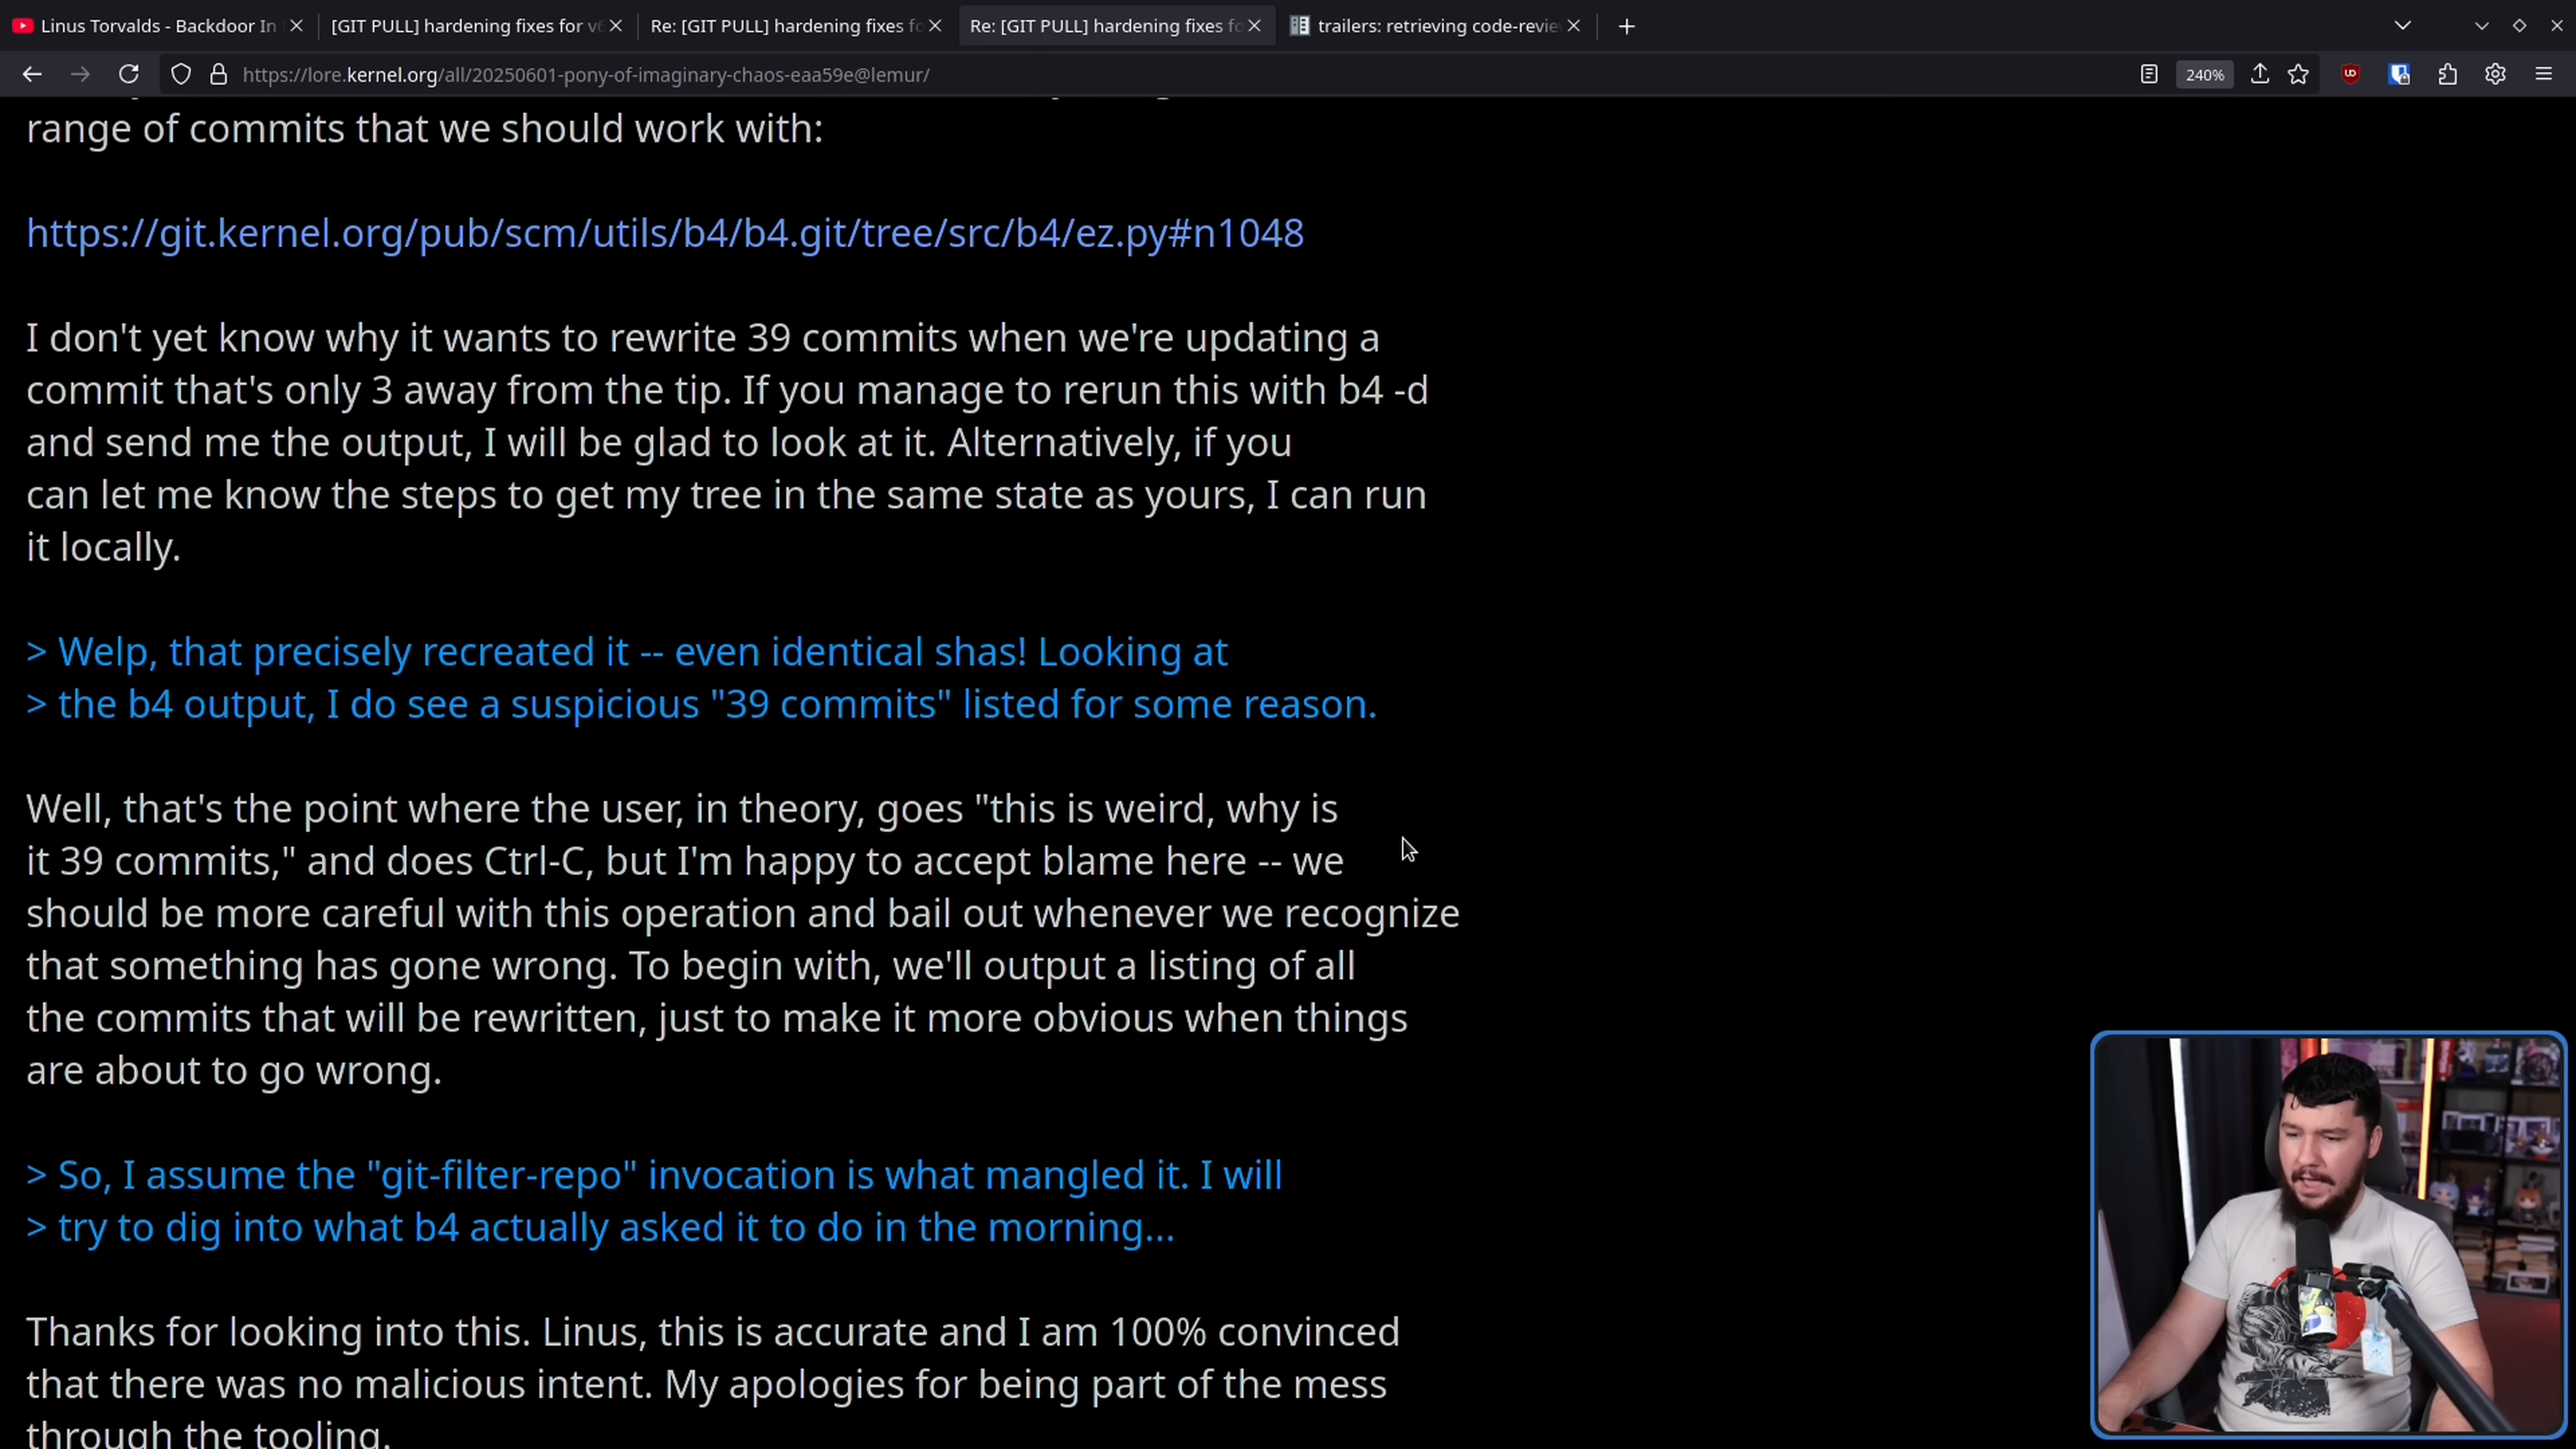 Linus Torvalds - Backdoor In
[GIT PULL] hardening fixes for v6
Re: [GIT PULL] hardening fixes fo
Re: [GIT PULL] hardening fixes fo
trailers: retrieving code-revie
https://lore.kernel.org/all/20250601-pony-of-imaginary-chaos-eaa59e@lemur/
240%
range of commits that we should work with:
https://git.kernel.org/pub/scm/utils/b4/b4.git/tree/src/b4/ez.py#n1048
I don't yet know why it wants to rewrite 39 commits when we're updating a
commit that's only 3 away from the tip. If you manage to rerun this with b4 -d
and send me the output, I will be glad to look at it. Alternatively, if you
can let me know the steps to get my tree in the same state as yours, I can run
it locally.
> Welp, that precisely recreated it -- even identical shas! Looking at
> the b4 output, I do see a suspicious "39 commits" listed for some reason.
Well, that's the point where the user, in theory, goes "this is weird, why is
it 39 commits," and does Ctrl-C, but I'm happy to accept blame here -- we
should be more careful with this operation and bail out whenever we recognize
that something has gone wrong. To begin with, we'll output a listing of all
the commits that will be rewritten, just to make it more obvious when things
are about to go wrong.
> So, I assume the "git-filter-repo" invocation is what mangled it. I will
> try to dig into what b4 actually asked it to do in the morning...
Thanks for looking into this. Linus, this is accurate and I am 100% convinced
that there was no malicious intent. My apologies for being part of the mess
through the tooling.